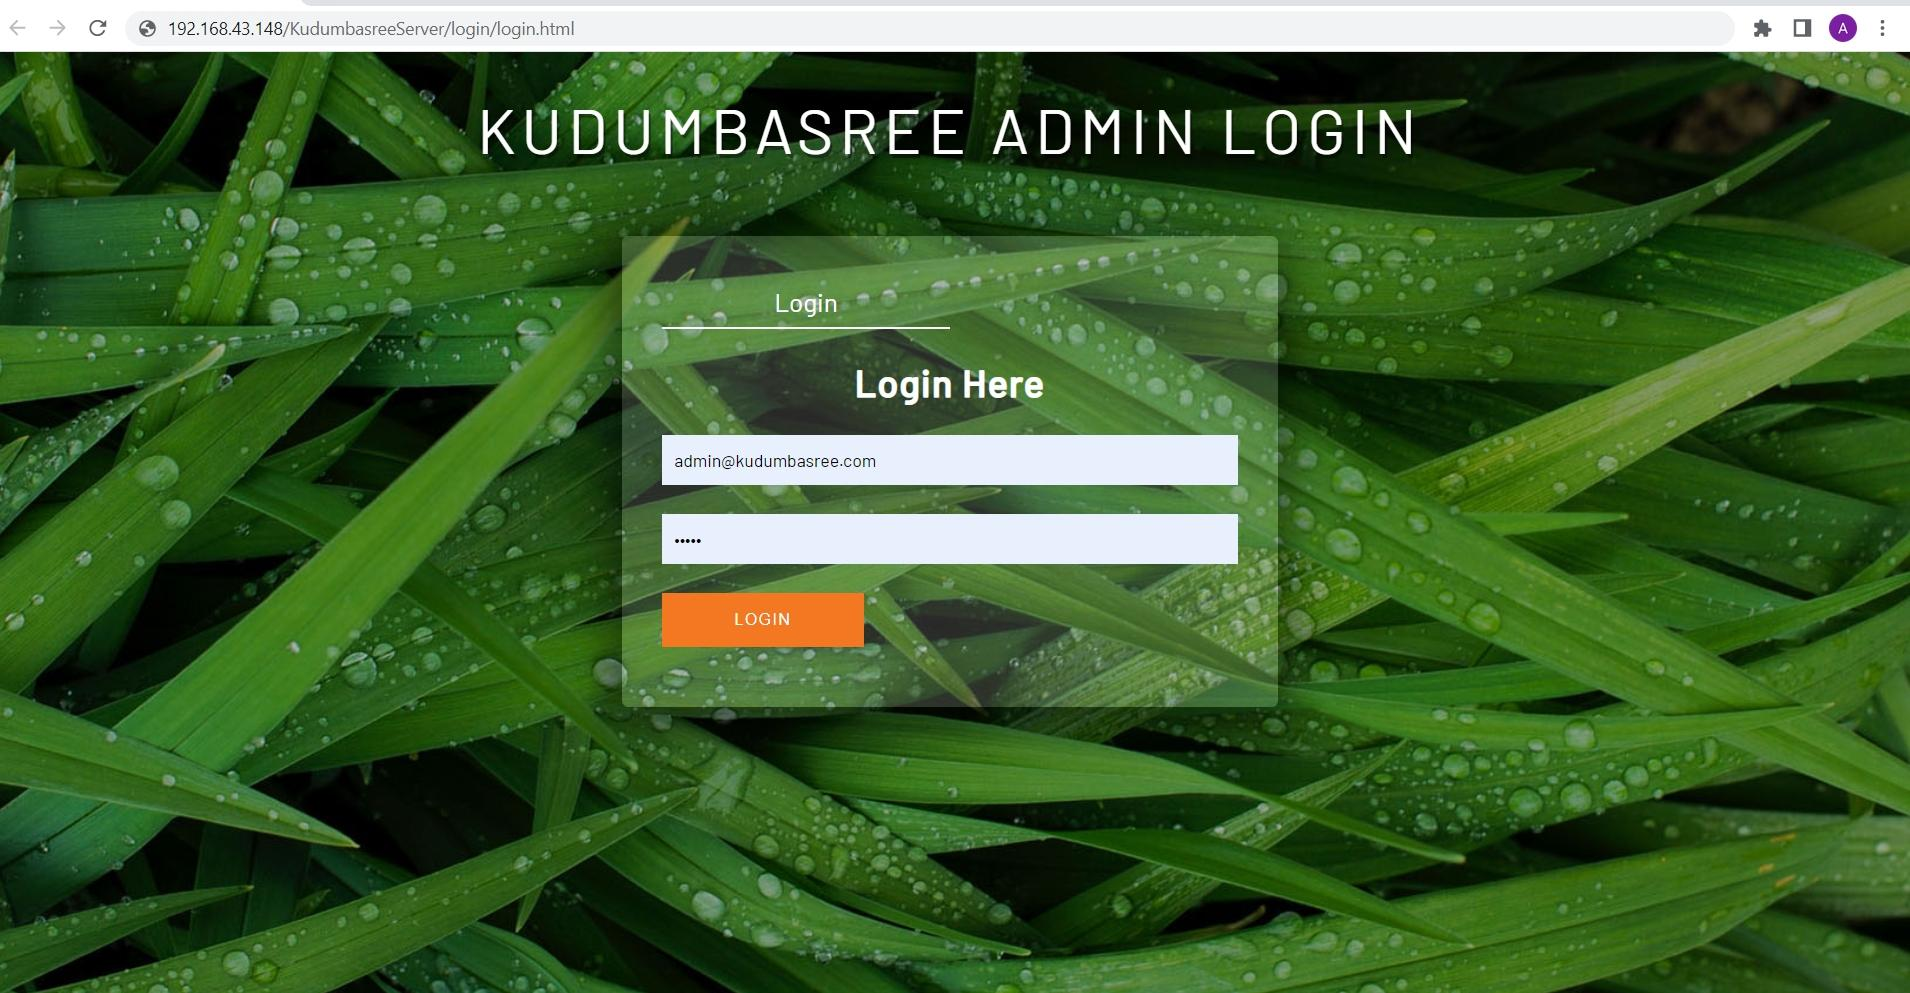 192.168.43.148/KudumbasreeServer/login/login.html
A
KUDUMBASREE ADMIN LOGIN
Login
Login Here
admin@kudumbasree.com
•••••
LOGIN